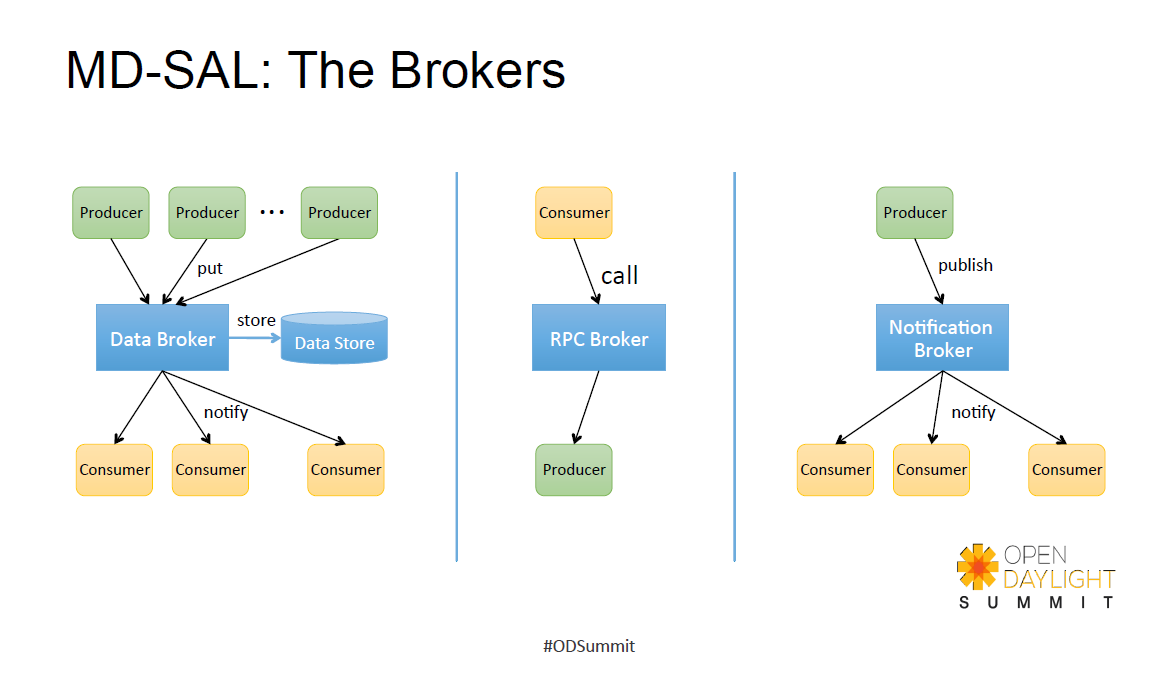 MD-SAL: The Brokers
Producer
Producer
...
Producer
put
Data Broker
store
Data Store
notify
Consumer
Consumer
Consumer
Consumer
call
RPC Broker
Producer
Producer
publish
Notification
Broker
notify
Consumer
Consumer
Consumer
OPEN
DAYLIGHT
SUMMIT
#ODSummit